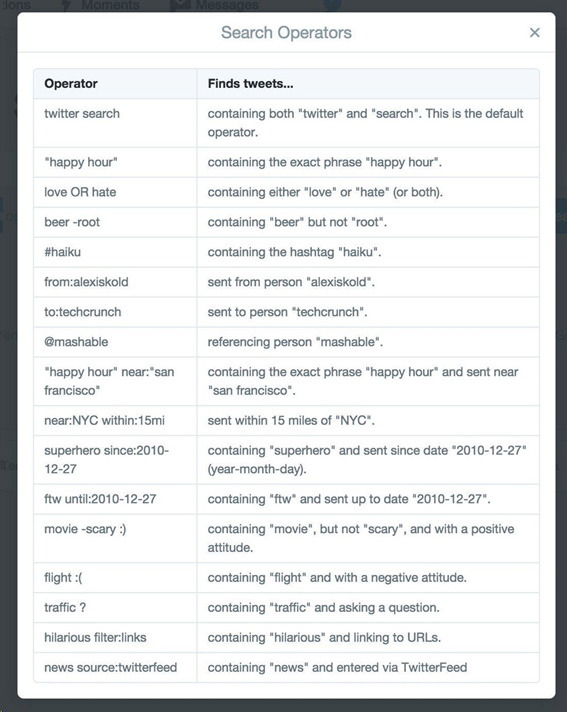 Moments
Messages
Search Operators
×
Operator Finds tweets...
twitter search containing both "twitter" and "search". This is the default
operator.
"happy hour" containing the exact phrase "happy hour".
love OR hate containing either "love" or "hate" (or both).
beer -root containing "beer" but not "root".
#haiku containing the hashtag "haiku".
from:alexiskold sent from person "alexiskold".
to:techcrunch sent to person "techcrunch".
@mashable referencing person "mashable".
"happy hour" near:"san containing the exact phrase "happy hour" and sent near
francisco" "san francisco".
near:NYC within:15mi sent within 15 miles of "NYC".
superhero since:2010- containing "superhero" and sent since date "2010-12-27"
12-27 (year-month-day).
ftw until:2010-12-27 containing "ftw" and sent up to date "2010-12-27".
movie -scary :) containing "movie", but not "scary", and with a positive
attitude.
flight :( containing "flight" and with a negative attitude.
traffic ? containing "traffic" and asking a question.
hilarious filter:links containing "hilarious" and linking to URLs.
news source:twitterfeed containing "news" and entered via TwitterFeed